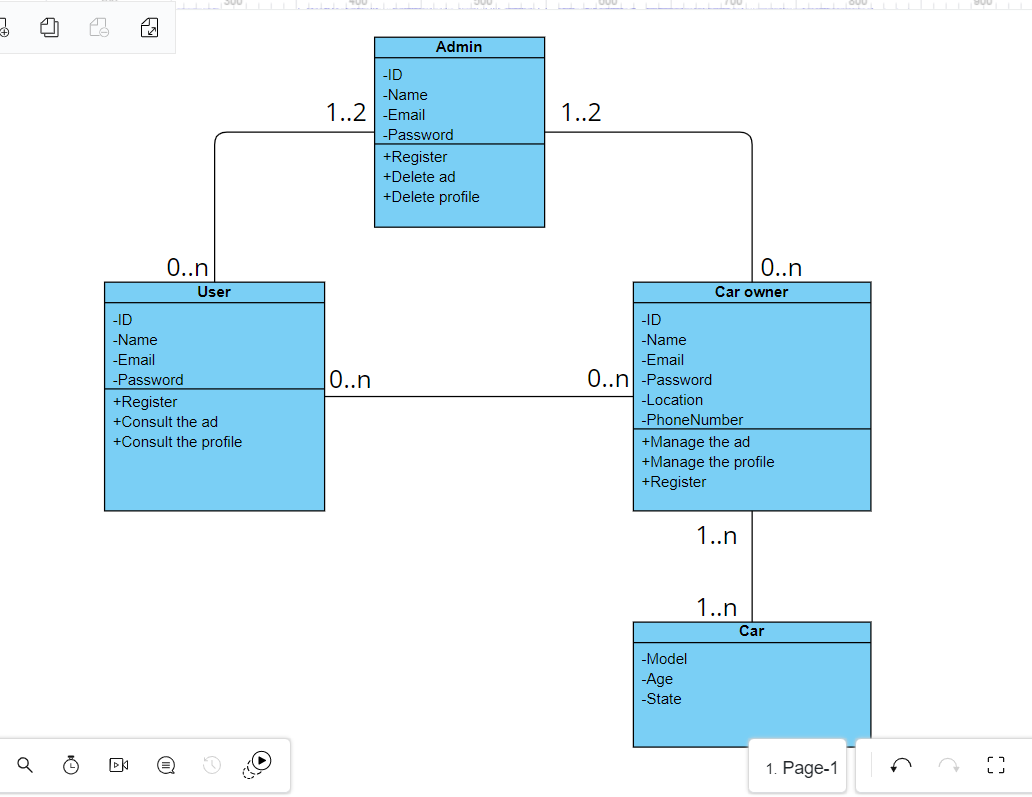 300 400 500 600 700 800 900
Admin
-ID
-Name
-Email
-Password
+Register
+Delete ad
+Delete profile
1..2
1..2
0..n
0..n
User
-ID
-Name
-Email
-Password
+Register
+Consult the ad
+Consult the profile
0..n
0..n
Car owner
-ID
-Name
-Email
-Password
-Location
-PhoneNumber
+Manage the ad
+Manage the profile
+Register
1..n
1..n
Car
-Model
-Age
-State
1. Page-1